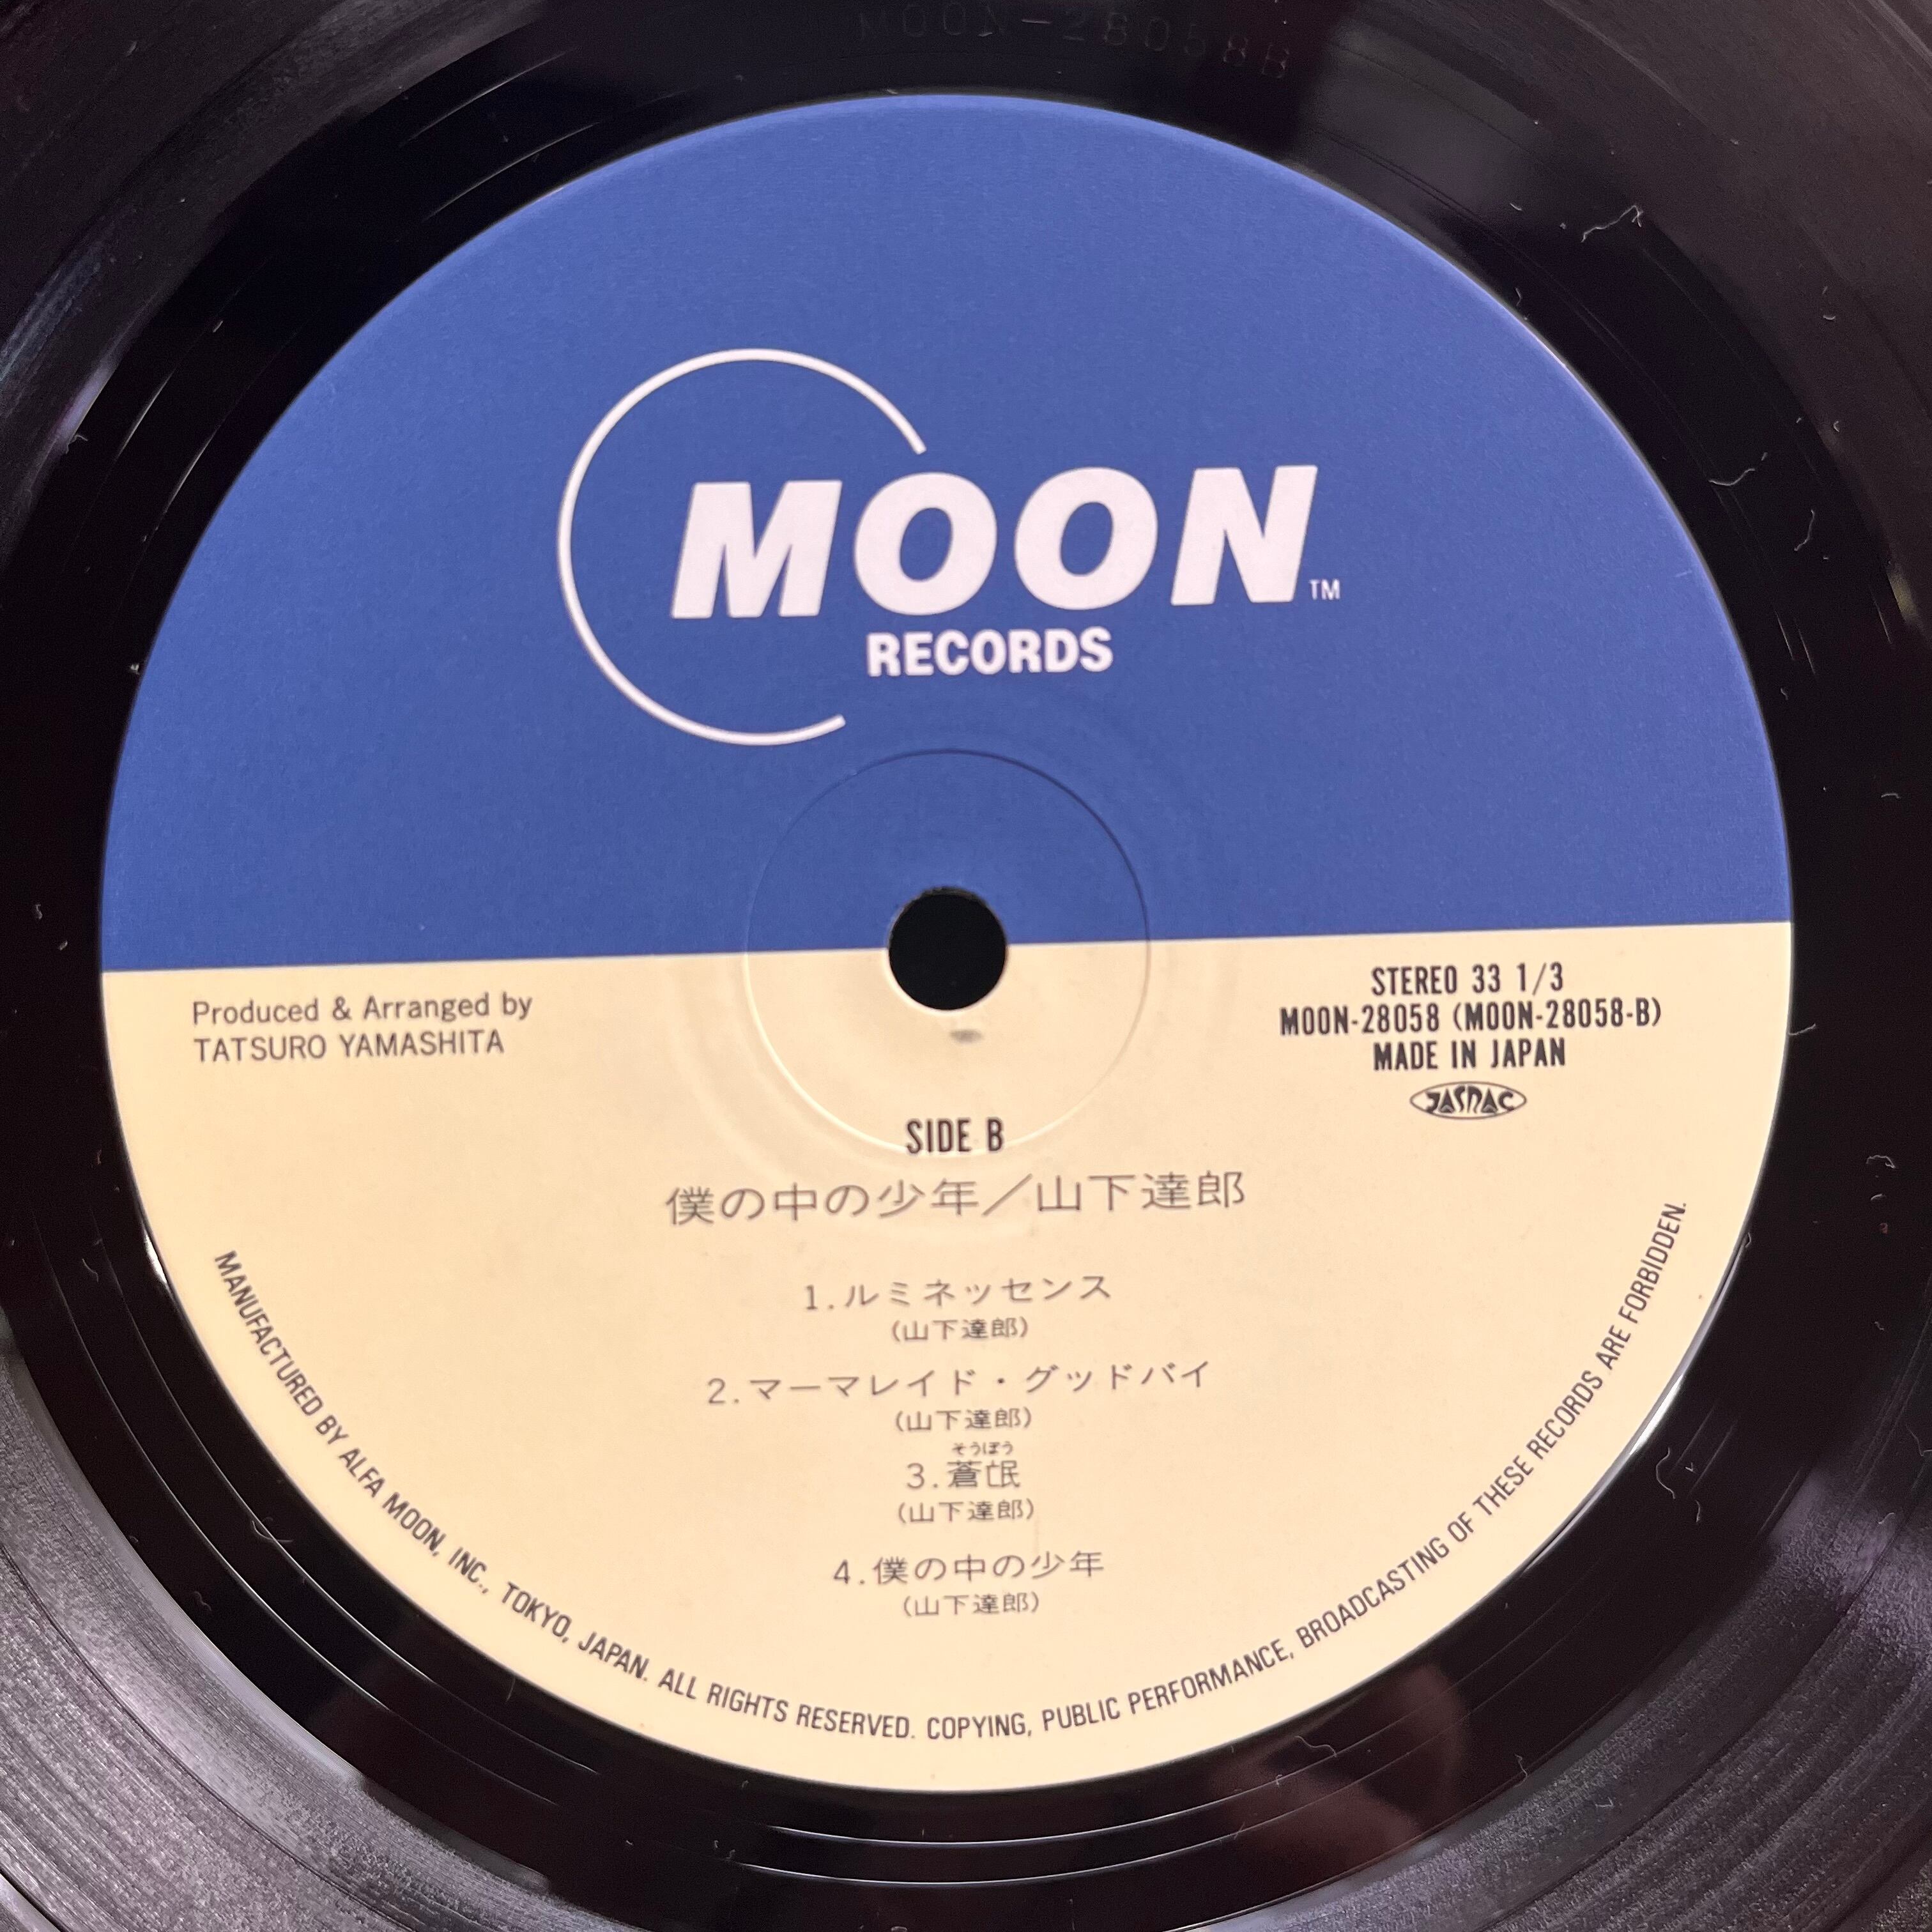 MOON-28058B
MOON™
RECORDS
Produced & Arranged by
TATSURO YAMASHITA
STEREO 33 1/3
MOON-28058 (MOON-28058-B)
MADE IN JAPAN
JASRAC
SIDE B
僕の中の少年／山下達郎
1.ルミネッセンス
(山下達郎)
2.マーマレイド・グッドバイ
(山下達郎)
そうぼう
3.蒼氓
(山下達郎)
4.僕の中の少年
(山下達郎)
MANUFACTURED BY ALFA MOON, INC., TOKYO, JAPAN. ALL RIGHTS RESERVED. COPYING, PUBLIC PERFORMANCE, BROADCASTING OF THESE RECORDS ARE FORBIDDEN.